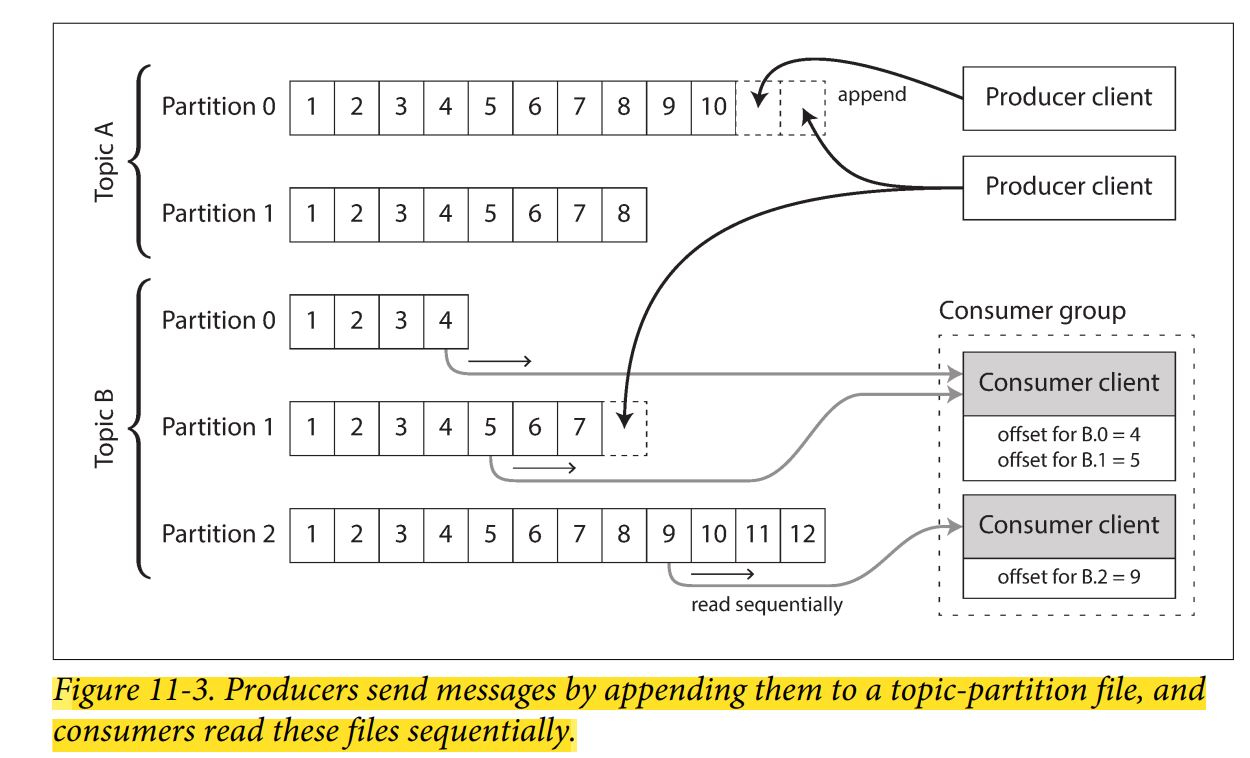 Topic A
Partition 0
1 2 3 4 5 6 7 8 9 10
append
Producer client
Producer client
Partition 1
1 2 3 4 5 6 7 8
Topic B
Partition 0
1 2 3 4
Consumer group
Consumer client
offset for B.0 = 4
offset for B.1 = 5
Partition 1
1 2 3 4 5 6 7
Partition 2
1 2 3 4 5 6 7 8 9 10 11 12
read sequentially
Consumer client
offset for B.2 = 9
Figure 11-3. Producers send messages by appending them to a topic-partition file, and
consumers read these files sequentially.